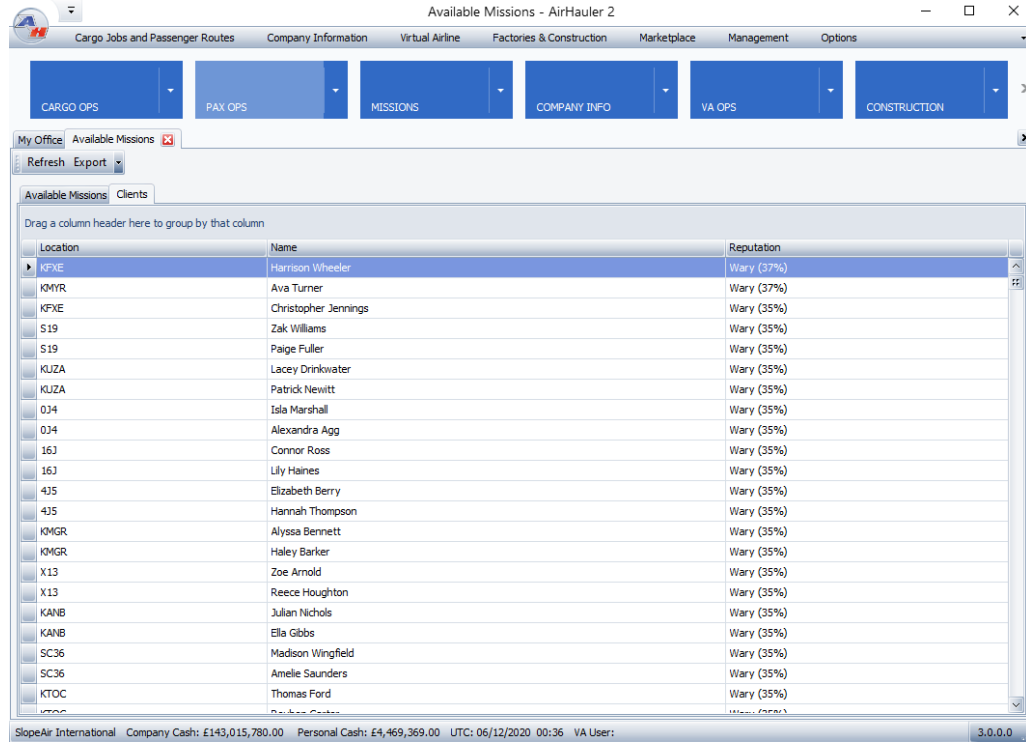 Available Missions - AirHauler 2
AH
Cargo Jobs and Passenger Routes Company Information Virtual Airline Factories & Construction Marketplace Management Options
CARGO OPS PAX OPS MISSIONS COMPANY INFO VA OPS CONSTRUCTION
My Office Available Missions
Refresh Export
Available Missions Clients
Drag a column header here to group by that column
Location Name Reputation
KFXE Harrison Wheeler Wary (37%)
KMYR Ava Turner Wary (37%)
KFXE Christopher Jennings Wary (35%)
S19 Zak Williams Wary (35%)
S19 Paige Fuller Wary (35%)
KUZA Lacey Drinkwater Wary (35%)
KUZA Patrick Newitt Wary (35%)
0J4 Isla Marshall Wary (35%)
0J4 Alexandra Agg Wary (35%)
16J Connor Ross Wary (35%)
16J Lily Haines Wary (35%)
4J5 Elizabeth Berry Wary (35%)
4J5 Hannah Thompson Wary (35%)
KMGR Alyssa Bennett Wary (35%)
KMGR Haley Barker Wary (35%)
X13 Zoe Arnold Wary (35%)
X13 Reece Houghton Wary (35%)
KANB Julian Nichols Wary (35%)
KANB Ella Gibbs Wary (35%)
SC36 Madison Wingfield Wary (35%)
SC36 Amelie Saunders Wary (35%)
KTOC Thomas Ford Wary (35%)
SlopeAir International Company Cash: £143,015,780.00 Personal Cash: £4,469,369.00 UTC: 06/12/2020 00:36 VA User: 3.0.0.0